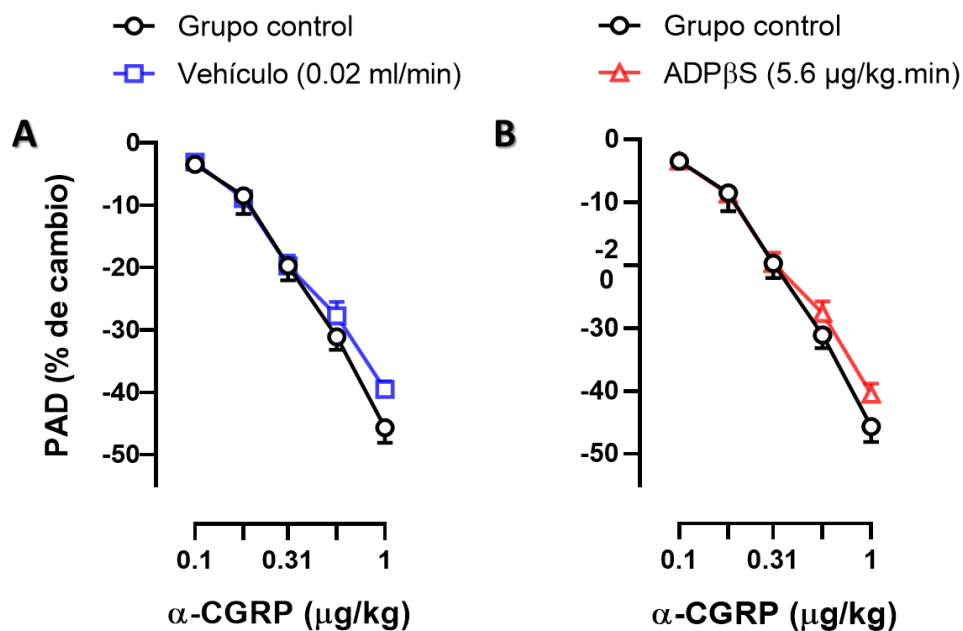 Grupo control
Vehículo (0.02 ml/min)
Grupo control
ADPβS (5.6 µg/kg.min)
A
PAD (% de cambio)
0
-10
-20
-30
-40
-50
0.1
0.31
1
α-CGRP (μg/kg)
B
0
-10
-2
0
-30
-40
-50
0.1
0.31
1
α-CGRP (μg/kg)